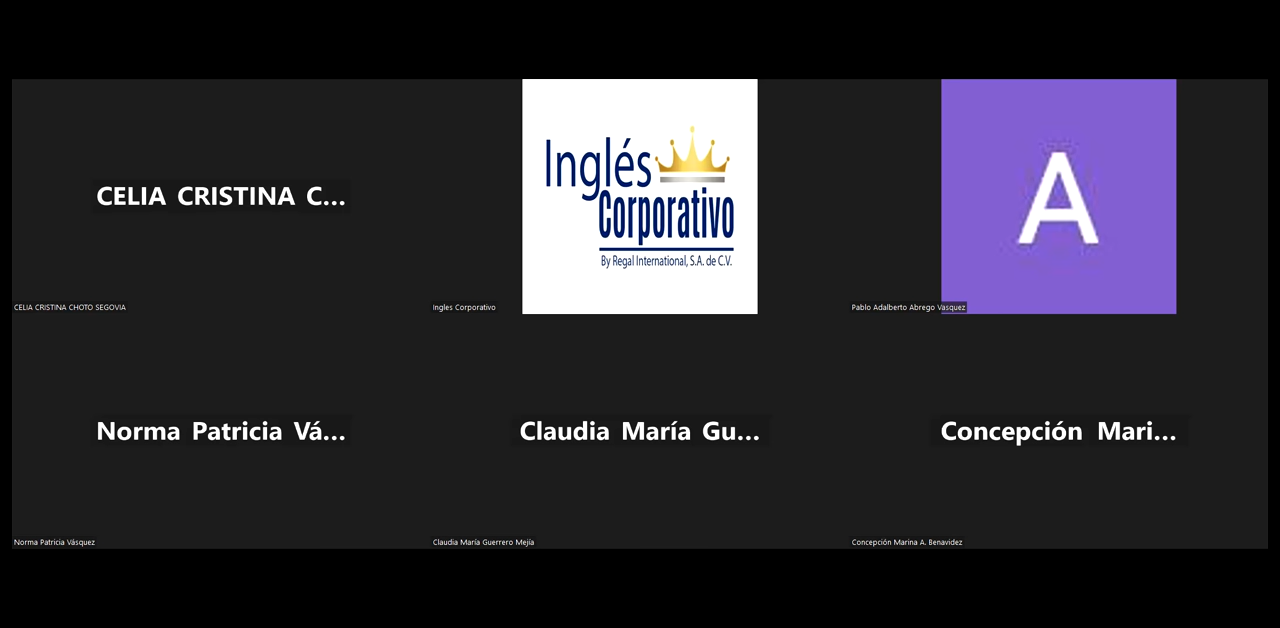 CELIA CRISTINA C...
CELIA CRISTINA CHOTO SEGOVIA
Inglés
Corporativo
By Regal International, S.A. de C.V.
Ingles Corporativo
A
Pablo Adalberto Abrego Vasquez
Norma Patricia Vá...
Norma Patricia Vásquez
Claudia María Gu...
Claudia María Guerrero Mejía
Concepción Mari...
Concepción Marina A. Benavidez